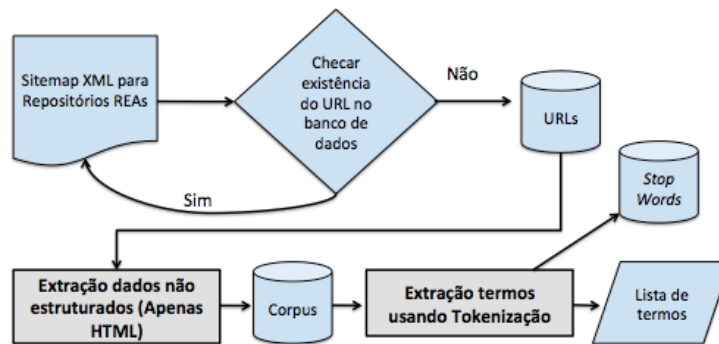 Sitemap XML para
Repositórios REAs
Checar
existência
do URL no
banco de
dados
Não
URLs
Sim
Stop
Words
Extração dados não
estruturados (Apenas
HTML)
Corpus
Extração termos
usando Tokenização
Lista de
termos